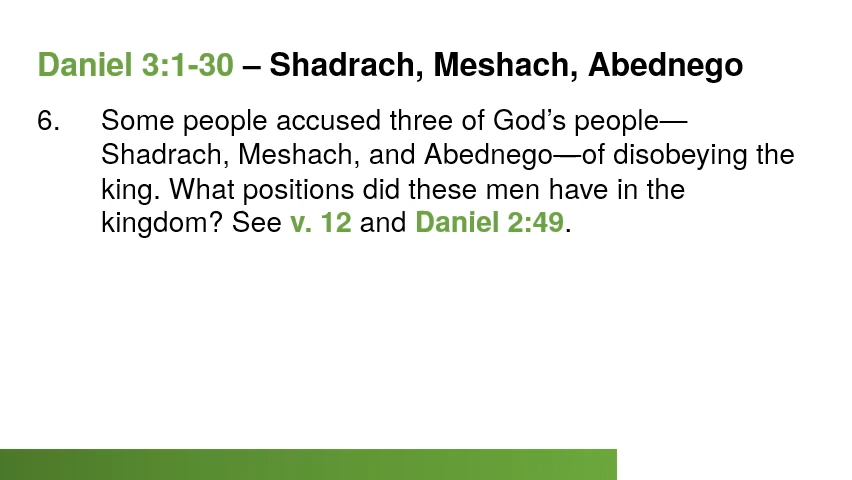 Daniel 3:1-30 – Shadrach, Meshach, Abednego
6. Some people accused three of God’s people—
Shadrach, Meshach, and Abednego—of disobeying the
king. What positions did these men have in the
kingdom? See v. 12 and Daniel 2:49.